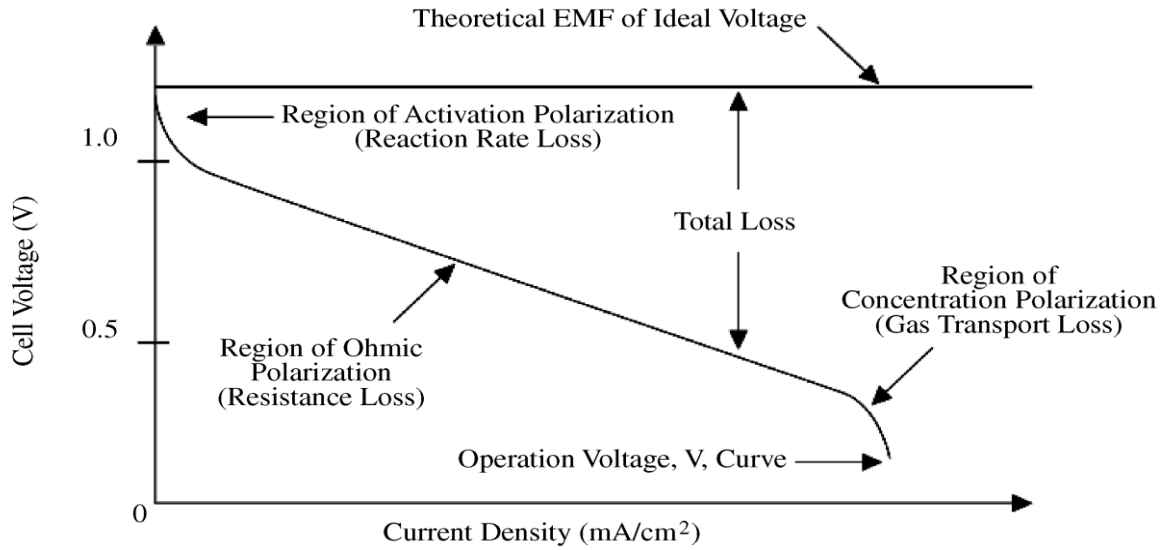 Theoretical EMF of Ideal Voltage
Region of Activation Polarization
(Reaction Rate Loss)
1.0
Total Loss
Cell Voltage (V)
Region of
Concentration Polarization
(Gas Transport Loss)
0.5
Region of Ohmic
Polarization
(Resistance Loss)
Operation Voltage, V, Curve
0
Current Density (mA/cm²)